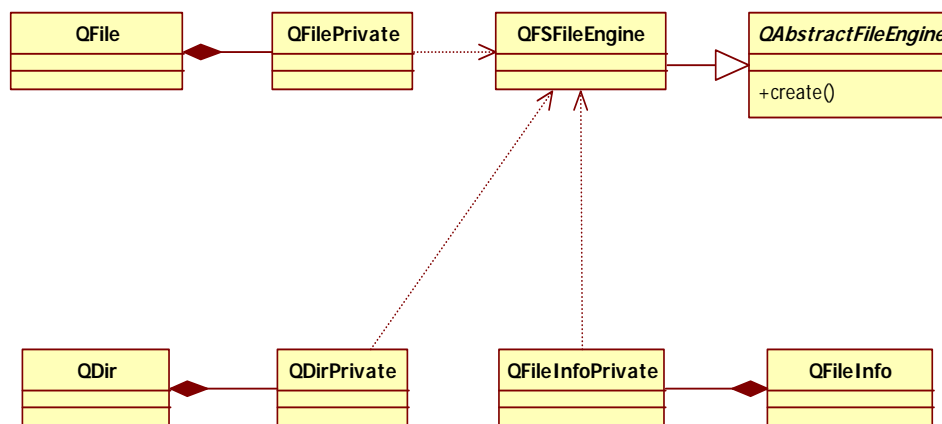 QFile
QFilePrivate
QFSFileEngine
QAbstractFileEngine
+create()
QDir
QDirPrivate
QFileInfoPrivate
QFileInfo